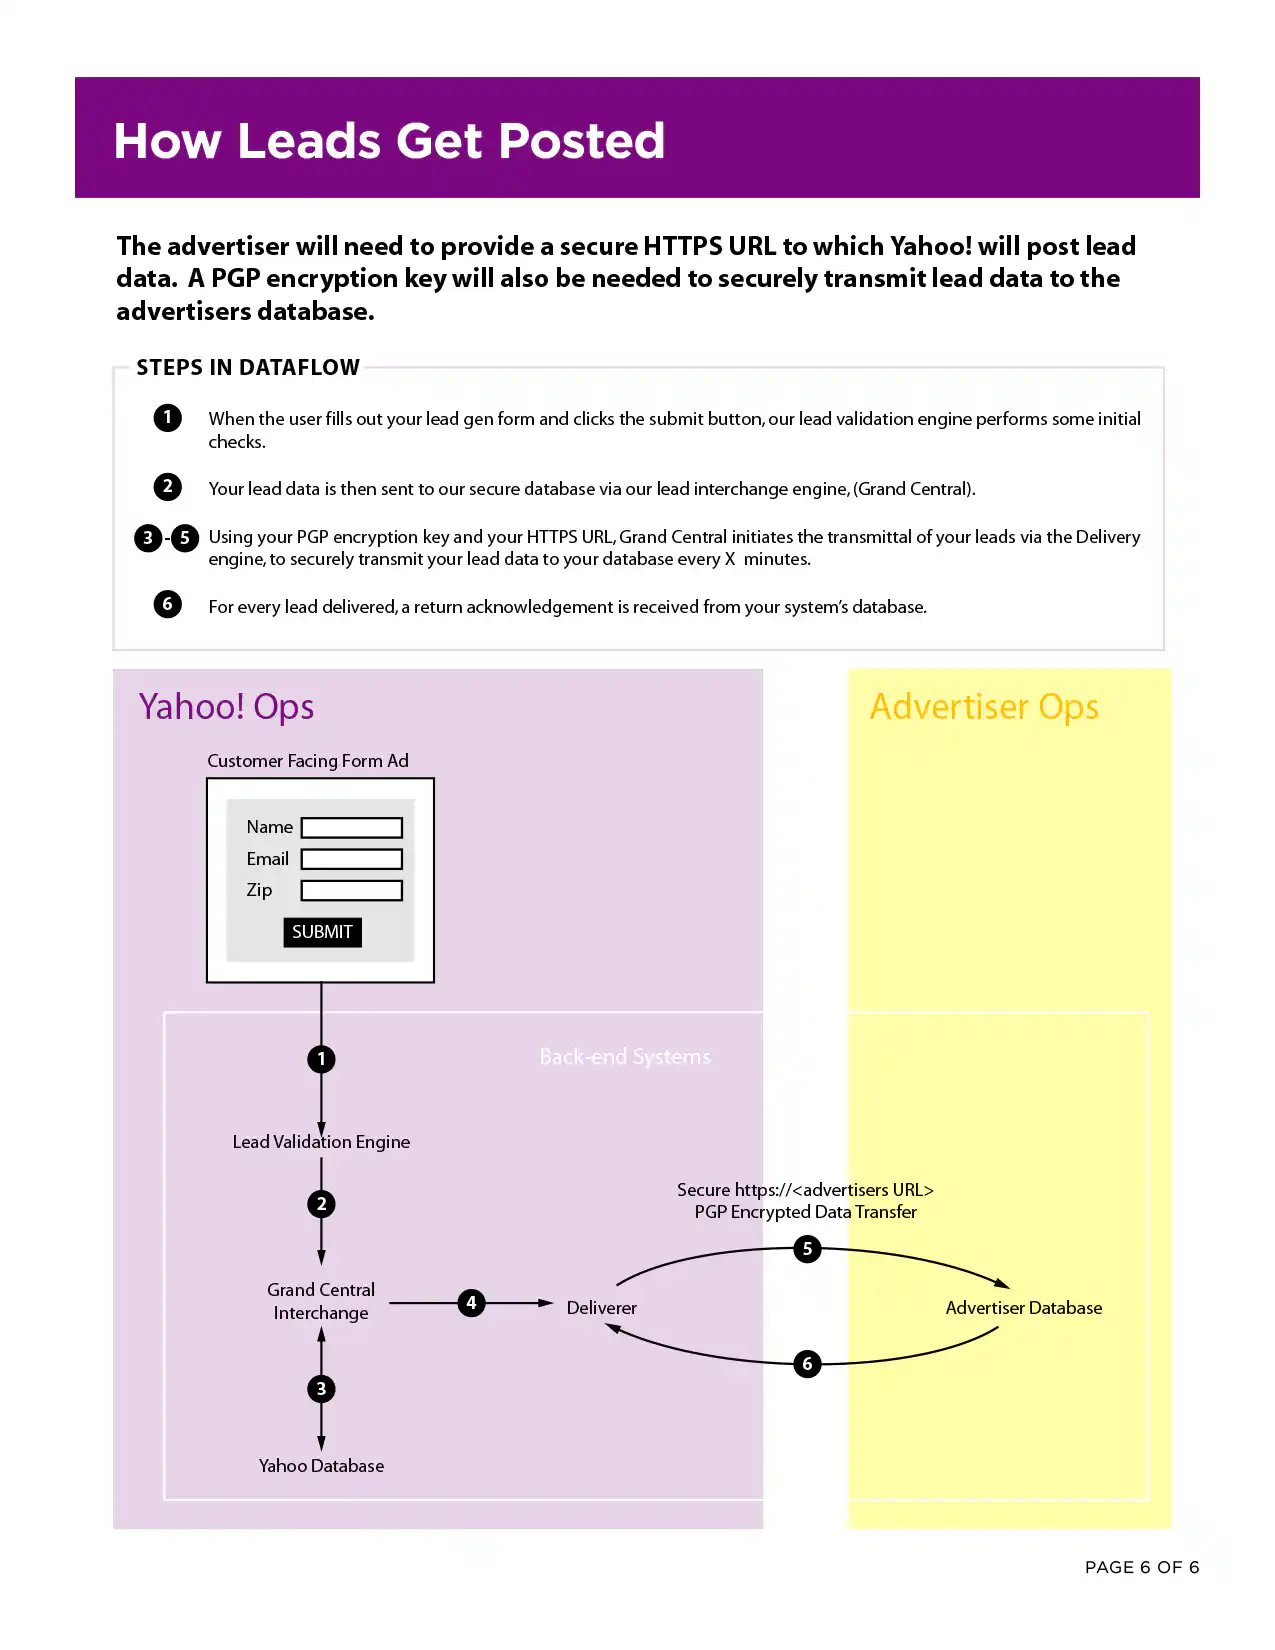 How Leads Get Posted
The advertiser will need to provide a secure HTTPS URL to which Yahoo! will post lead
data.  A PGP encryption key will also be needed to securely transmit lead data to the
advertisers database.
STEPS IN DATAFLOW
1 When the user fills out your lead gen form and clicks the submit button, our lead validation engine performs some initial
checks.
2 Your lead data is then sent to our secure database via our lead interchange engine, (Grand Central).
3 - 5 Using your PGP encryption key and your HTTPS URL, Grand Central initiates the transmittal of your leads via the Delivery
engine, to securely transmit your lead data to your database every X  minutes.
6 For every lead delivered, a return acknowledgement is received from your system’s database.
Yahoo! Ops
Advertiser Ops
Customer Facing Form Ad
Name
Email
Zip
SUBMIT
Back-end Systems
1
Lead Validation Engine
2
Secure https://<advertisers URL>
PGP Encrypted Data Transfer
5
Grand Central
Interchange
4
Deliverer
Advertiser Database
6
3
Yahoo Database
PAGE 6 OF 6